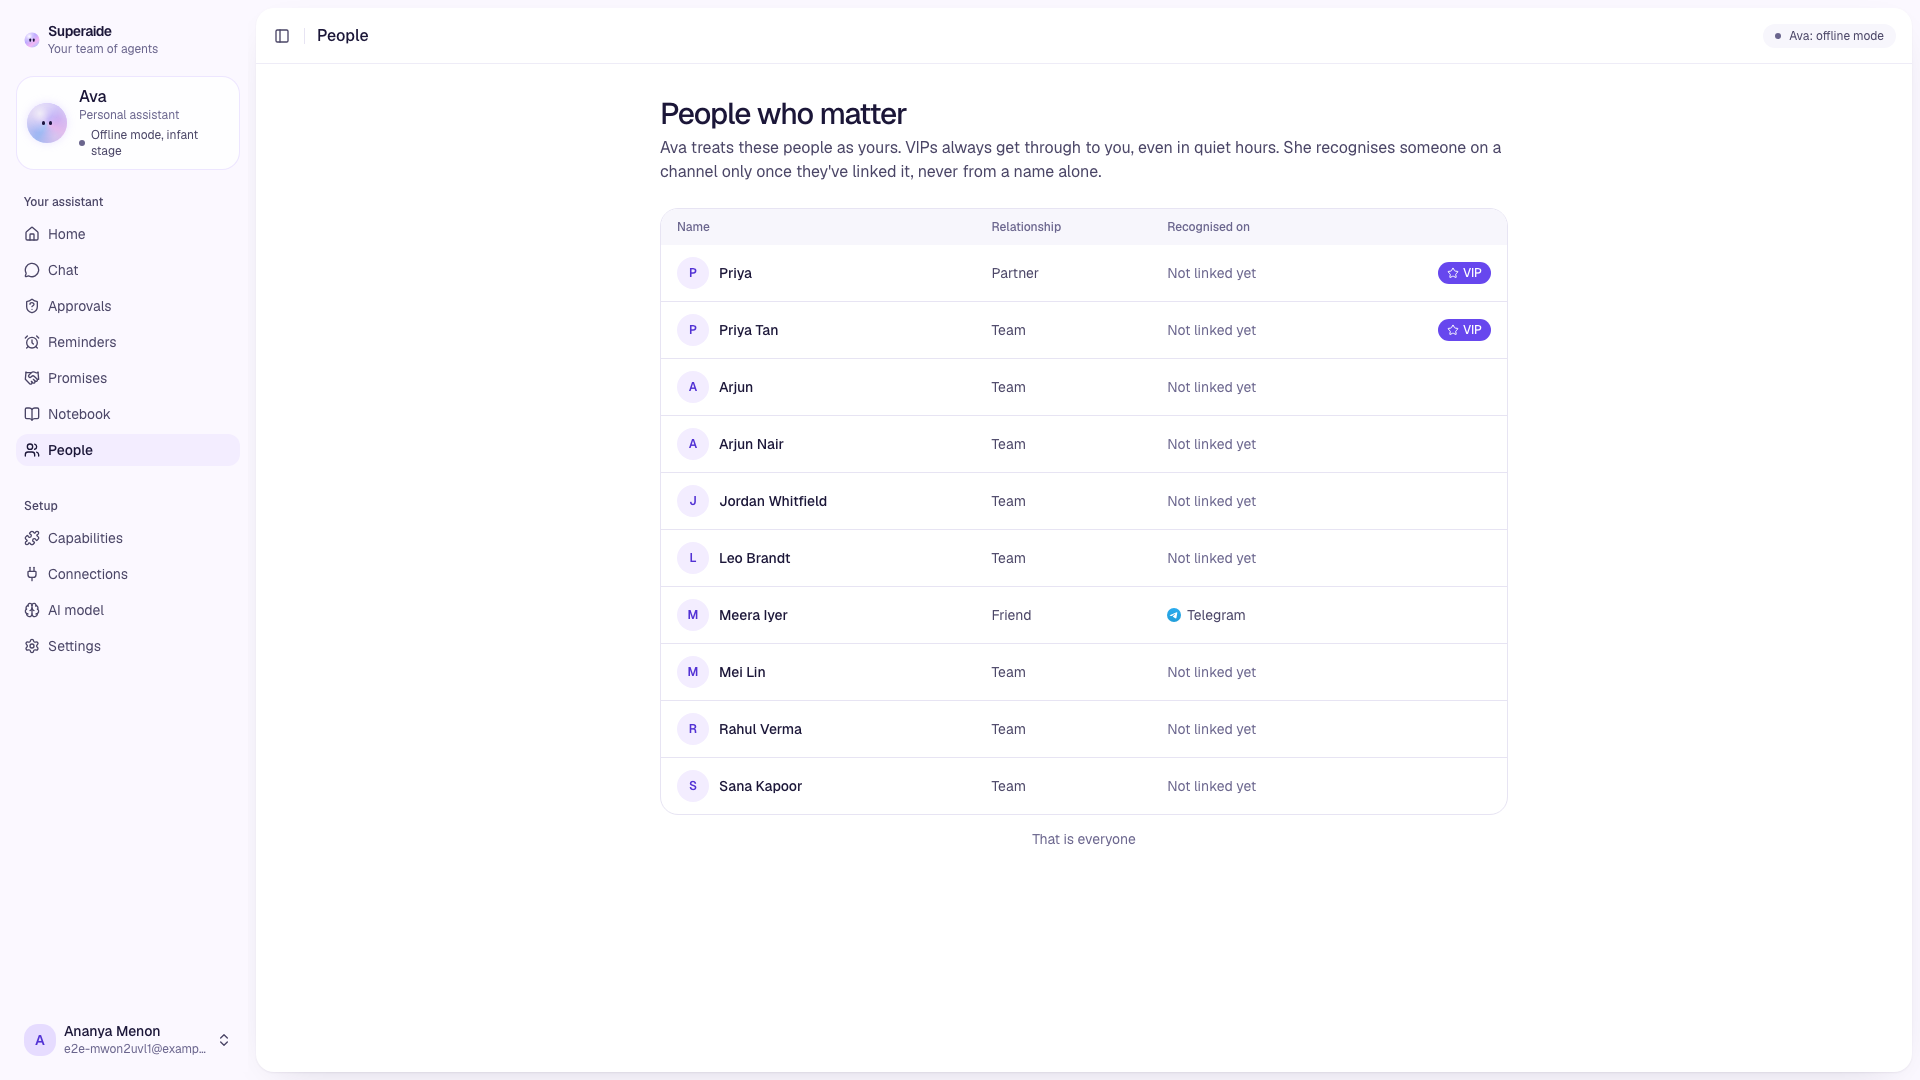 Superaide
Your team of agents
Ava
Personal assistant
Offline mode, infant
stage
Your assistant
Home
Chat
Approvals
Reminders
Promises
Notebook
People
Setup
Capabilities
Connections
AI model
Settings
A
Ananya Menon
e2e-mwon2uvl1@examp...
People
Ava: offline mode
People who matter
Ava treats these people as yours. VIPs always get through to you, even in quiet hours. She recognises someone on a
channel only once they've linked it, never from a name alone.
Name Relationship Recognised on
P Priya Partner Not linked yet VIP
P Priya Tan Team Not linked yet VIP
A Arjun Team Not linked yet
A Arjun Nair Team Not linked yet
J Jordan Whitfield Team Not linked yet
L Leo Brandt Team Not linked yet
M Meera Iyer Friend Telegram
M Mei Lin Team Not linked yet
R Rahul Verma Team Not linked yet
S Sana Kapoor Team Not linked yet
That is everyone